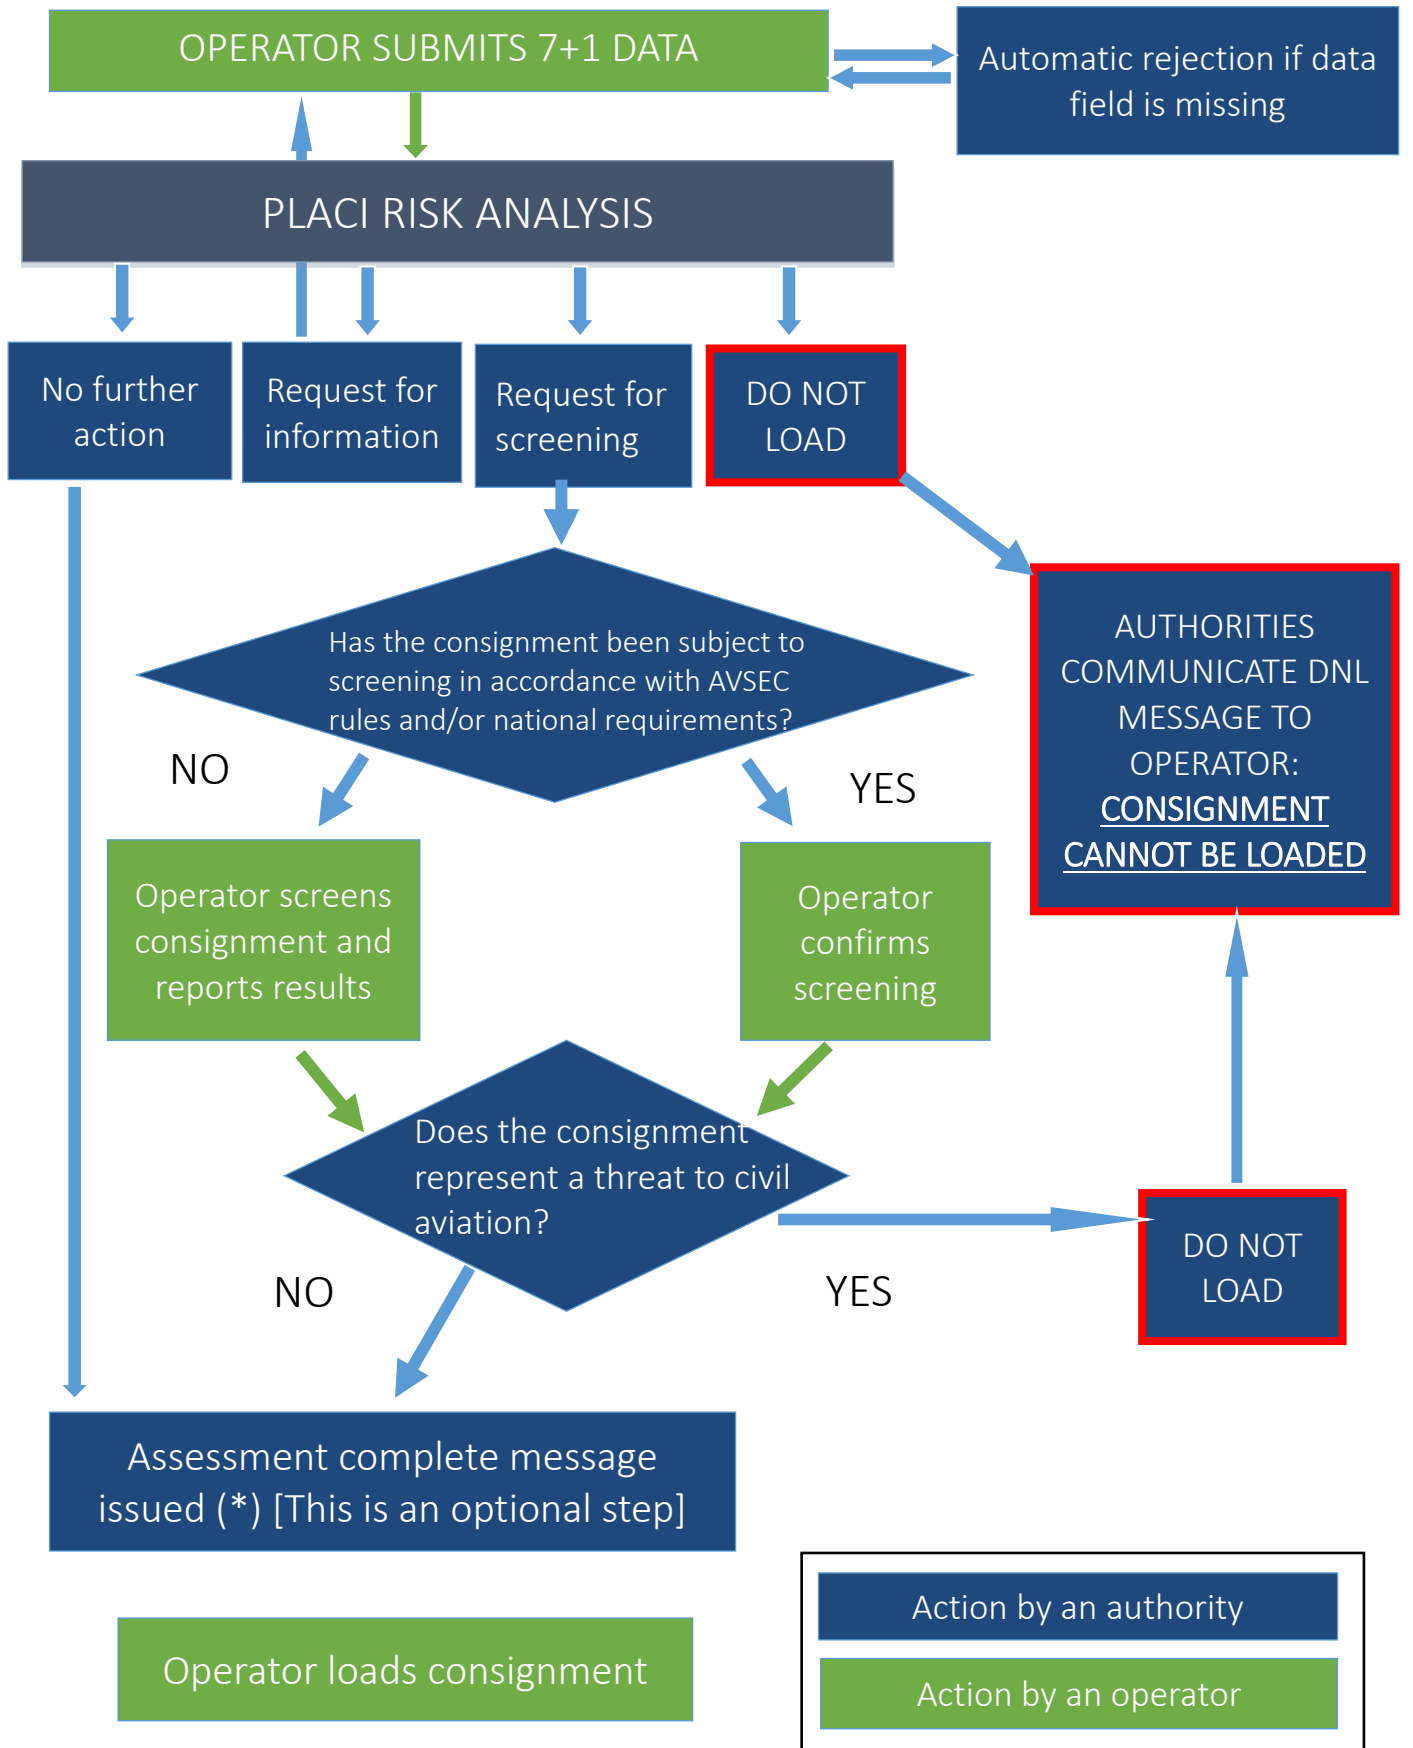 OPERATOR SUBMITS 7+1 DATA
Automatic rejection if data
field is missing
PLACI RISK ANALYSIS
No further
action
Request for
information
Request for
screening
DO NOT
LOAD
Has the consignment been subject to
screening in accordance with AVSEC
rules and/or national requirements?
NO
YES
AUTHORITIES
COMMUNICATE DNL
MESSAGE TO
OPERATOR:
CONSIGNMENT
CANNOT BE LOADED
Operator screens
consignment and
reports results
Operator
confirms
screening
Does the consignment
represent a threat to civil
aviation?
NO
YES
DO NOT
LOAD
Assessment complete message
issued (*) [This is an optional step]
Operator loads consignment
Action by an authority
Action by an operator